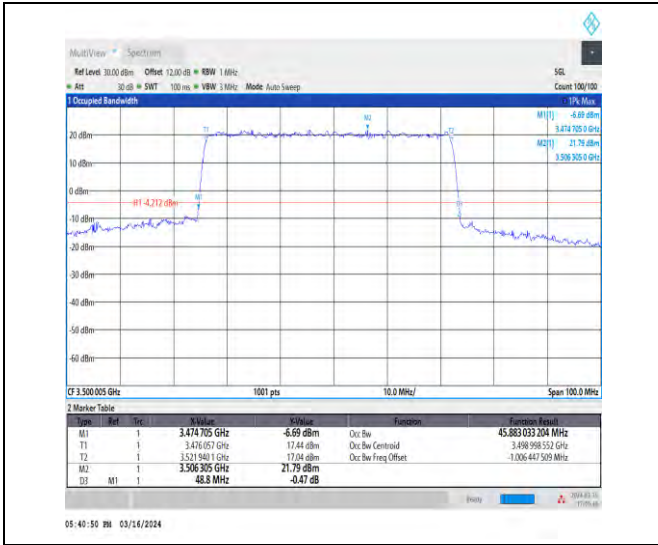 MultiView Spectrum
Ref Level 30.00 dBm Offset 12.00 dB RBW 1 MHz SGL
Att 30 dB SWT 100 ms VBW 3 MHz Mode Auto Sweep Count 100/100
1 Occupied Bandwidth 1Pk Max
M1[1] -6.69 dBm
3.474 705 0 GHz
M2[1] 21.79 dBm
3.506 305 0 GHz
M2
T1
T2
20 dBm
10 dBm
0 dBm
M1
H1 -4.212 dBm
-10 dBm
-20 dBm
-30 dBm
-40 dBm
-50 dBm
-60 dBm
CF 3.500 005 GHz 1001 pts 10.0 MHz/ Span 100.0 MHz
2 Marker Table
Type Ref Trc X-Value Y-Value Function Function Result
M1 1 3.474 705 GHz -6.69 dBm Occ Bw 45.883 033 204 MHz
T1 1 3.476 057 GHz 17.44 dBm Occ Bw Centroid 3.498 998 552 GHz
T2 1 3.521 940 1 GHz 17.04 dBm Occ Bw Freq Offset -1.006 447 509 MHz
M2 1 3.506 305 GHz 21.79 dBm
D3 M1 1 48.8 MHz -0.47 dB
05:40:50 PM 03/16/2024